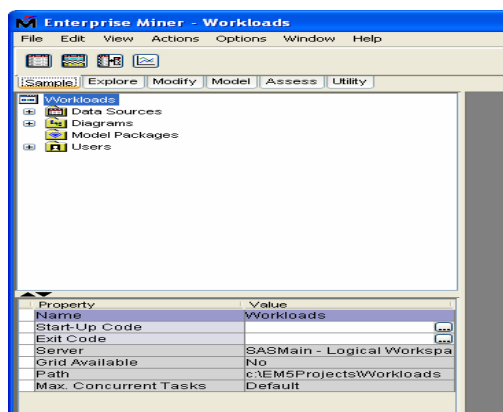 Enterprise Miner - Workloads
File Edit View Actions Options Window Help
Sample Explore Modify Model Assess Utility
Workloads
Data Sources
Diagrams
Model Packages
Users
Property Value
Name Workloads
Start-Up Code
Exit Code
Server SASMain - Logical Workspa
Grid Available No
Path c:\EM5Projects\Workloads
Max. Concurrent Tasks Default